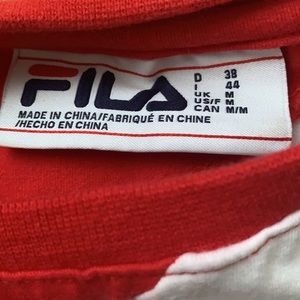 FILA
D 38
I 44
UK M
US/F M
CAN M/M
MADE IN CHINA/FABRIQUÉ EN CHINE
/HECHO EN CHINA